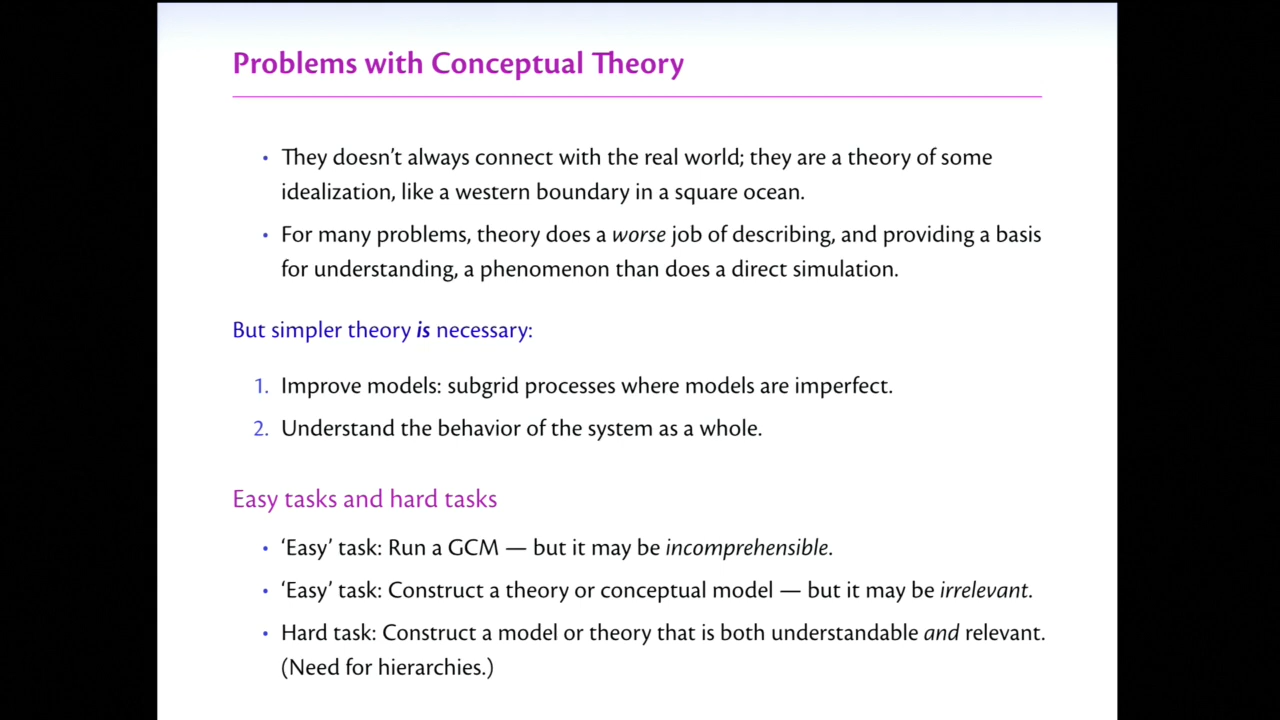 Problems with Conceptual Theory
• They doesn't always connect with the real world; they are a theory of some
idealization, like a western boundary in a square ocean.
• For many problems, theory does a worse job of describing, and providing a basis
for understanding, a phenomenon than does a direct simulation.
But simpler theory is necessary:
1. Improve models: subgrid processes where models are imperfect.
2. Understand the behavior of the system as a whole.
Easy tasks and hard tasks
• ‘Easy’ task: Run a GCM — but it may be incomprehensible.
• ‘Easy’ task: Construct a theory or conceptual model — but it may be irrelevant.
• Hard task: Construct a model or theory that is both understandable and relevant.
(Need for hierarchies.)